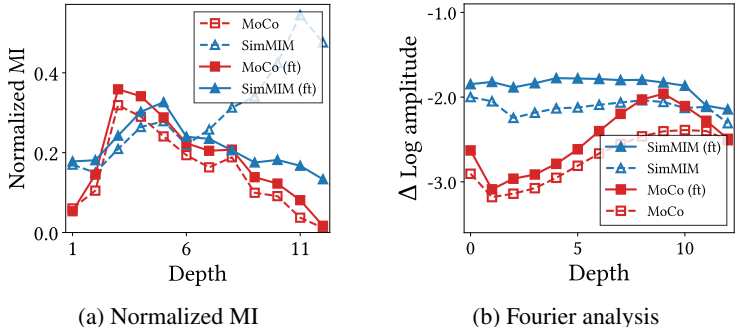 Normalized MI
0.4
0.2
0.0
1
6
11
Depth
MoCo
SimMIM
MoCo (ft)
SimMIM (ft)
(a) Normalized MI
Δ Log amplitude
-1.0
-2.0
-3.0
0
5
10
Depth
SimMIM (ft)
SimMIM
MoCo (ft)
MoCo
(b) Fourier analysis